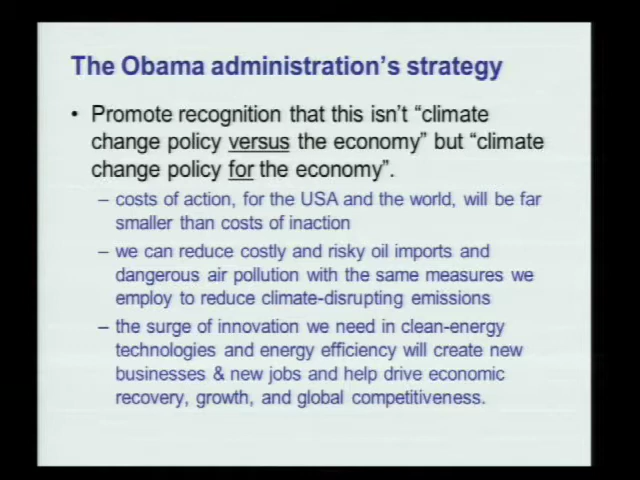 The Obama administration's strategy
• Promote recognition that this isn't "climate
change policy versus the economy" but "climate
change policy for the economy".
– costs of action, for the USA and the world, will be far
smaller than costs of inaction
– we can reduce costly and risky oil imports and
dangerous air pollution with the same measures we
employ to reduce climate-disrupting emissions
– the surge of innovation we need in clean-energy
technologies and energy efficiency will create new
businesses & new jobs and help drive economic
recovery, growth, and global competitiveness.